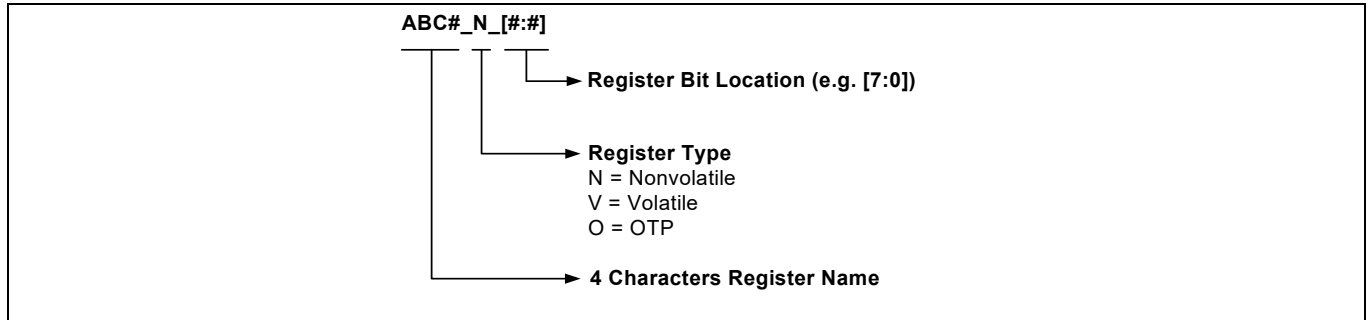 ABC#_N_[#:#]
Register Bit Location (e.g. [7:0])
Register Type
N = Nonvolatile
V = Volatile
O = OTP
4 Characters Register Name